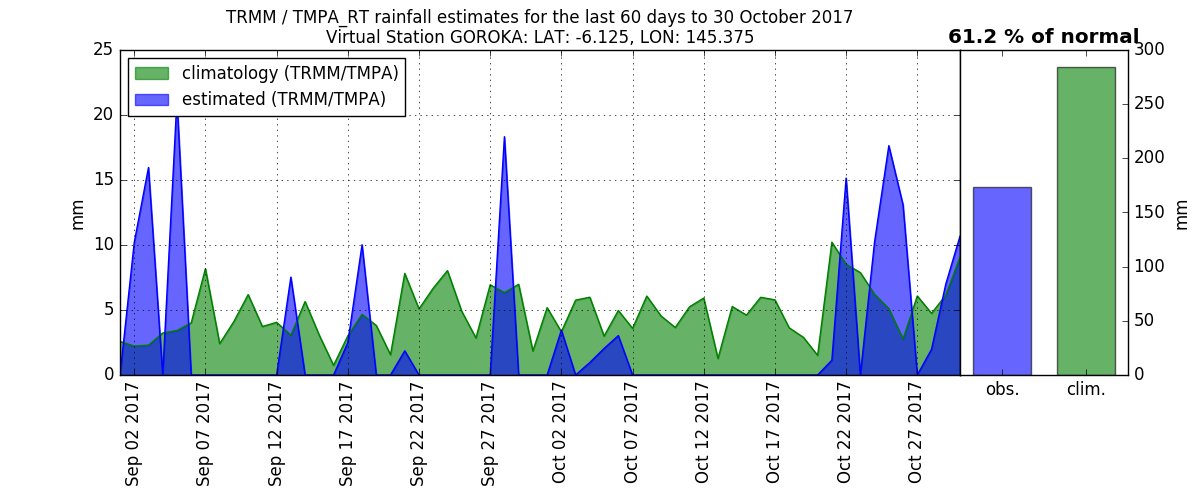 TRMM / TMPA_RT rainfall estimates for the last 60 days to 30 October 2017
Virtual Station GOROKA: LAT: -6.125, LON: 145.375
61.2 % of normal
climatology (TRMM/TMPA)
estimated (TRMM/TMPA)
25
20
15
10
5
0
mm
Sep 02 2017
Sep 07 2017
Sep 12 2017
Sep 17 2017
Sep 22 2017
Sep 27 2017
Oct 02 2017
Oct 07 2017
Oct 12 2017
Oct 17 2017
Oct 22 2017
Oct 27 2017
obs.
clim.
300
250
200
150
100
50
0
mm